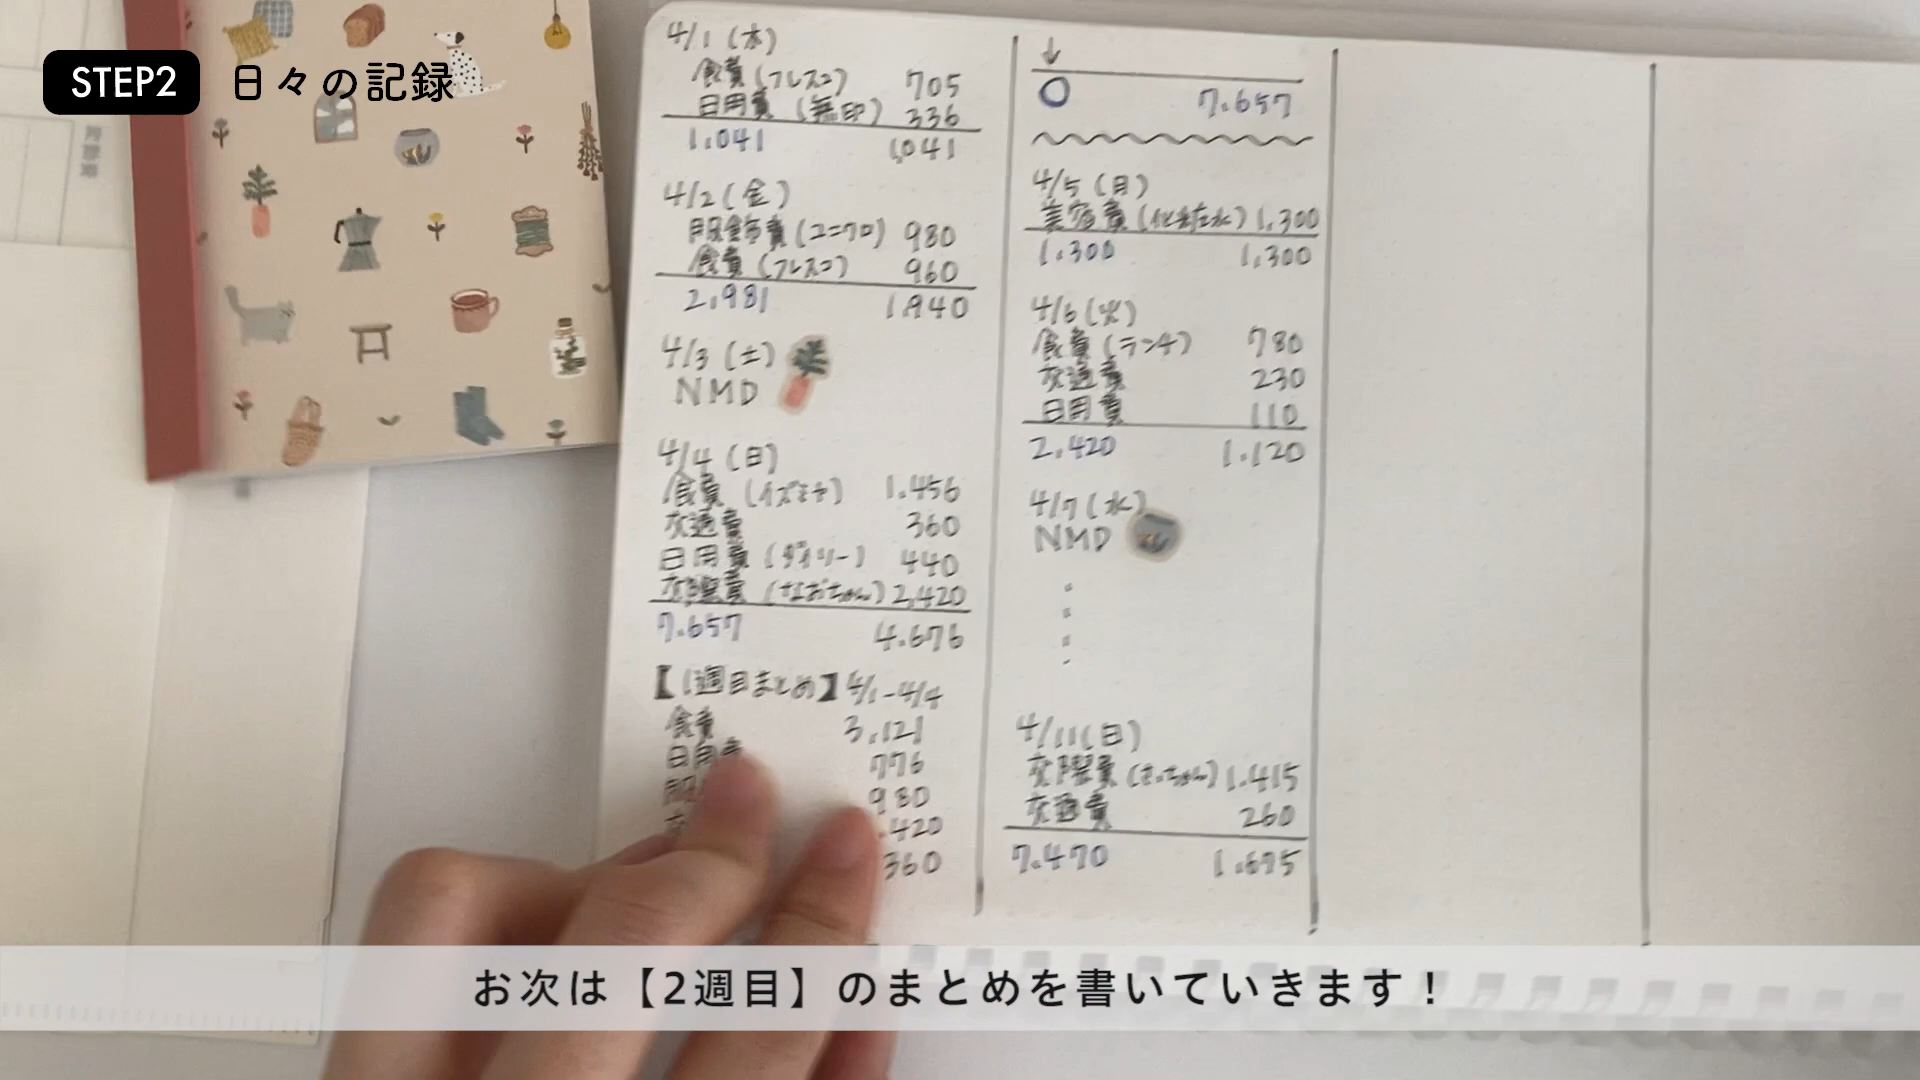 STEP2 日々の記録
4/1(木)
食費(フレスコ) 705
日用費(無印) 336
1.041 1,041
4/2(金)
服飾費(ユニクロ) 980
食費(フレスコ) 960
2.981 1.940
4/3(土)
NMD
4/4(日)
食費(イズミヤ) 1.456
交通費 360
日用費(ダイソー) 440
交際費(なおちゃん) 2,420
7.657 4.676
【1週目まとめ】4/1-4/4
食費 3.121
日用費 776
980
.420
360
↓
○ 7.657
4/5(月)
美容費(化粧水) 1,300
1.300 1,300
4/6(火)
食費(ランチ) 780
交通費 230
日用費 110
2.420 1.120
4/7(水)
NMD
4/11(日)
交際費(さっちゃん) 1.415
交通費 260
7.470 1.675
お次は【2週目】のまとめを書いていきます!